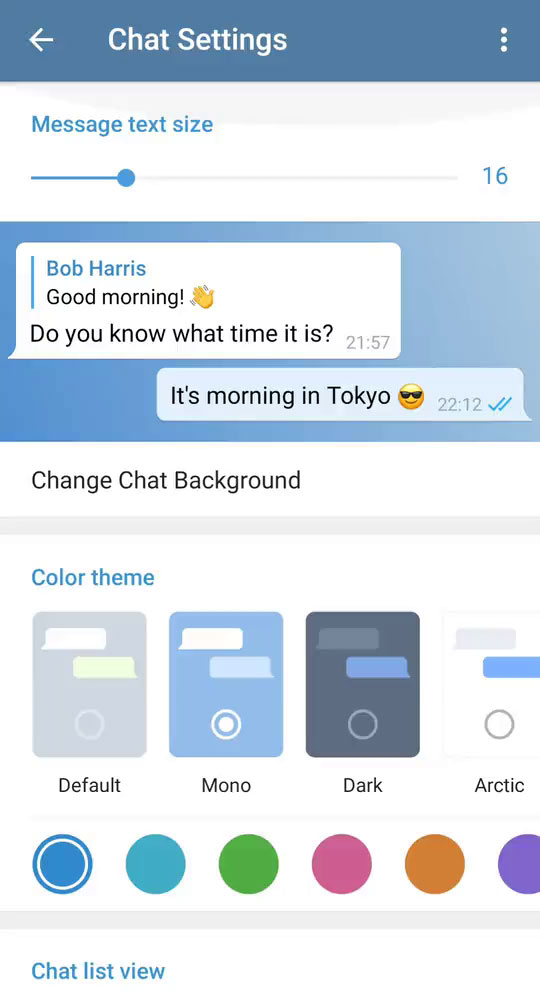 Chat Settings
Message text size
16
Bob Harris
Good morning! 👋
Do you know what time it is? 21:57
It's morning in Tokyo 😎 22:12
Change Chat Background
Color theme
Default Mono Dark Arctic
Chat list view